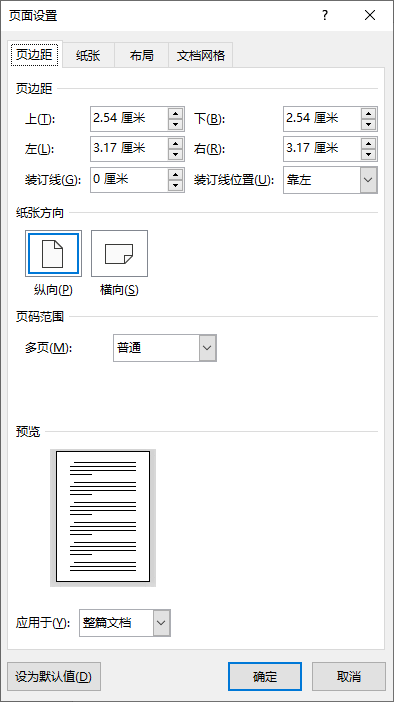 页面设置
页边距 纸张 布局 文档网格
页边距
上(T): 2.54 厘米 下(B): 2.54 厘米
左(L): 3.17 厘米 右(R): 3.17 厘米
装订线(G): 0 厘米 装订线位置(U): 靠左
纸张方向
纵向(P) 横向(S)
页码范围
多页(M): 普通
预览
应用于(Y): 整篇文档
设为默认值(D) 确定 取消